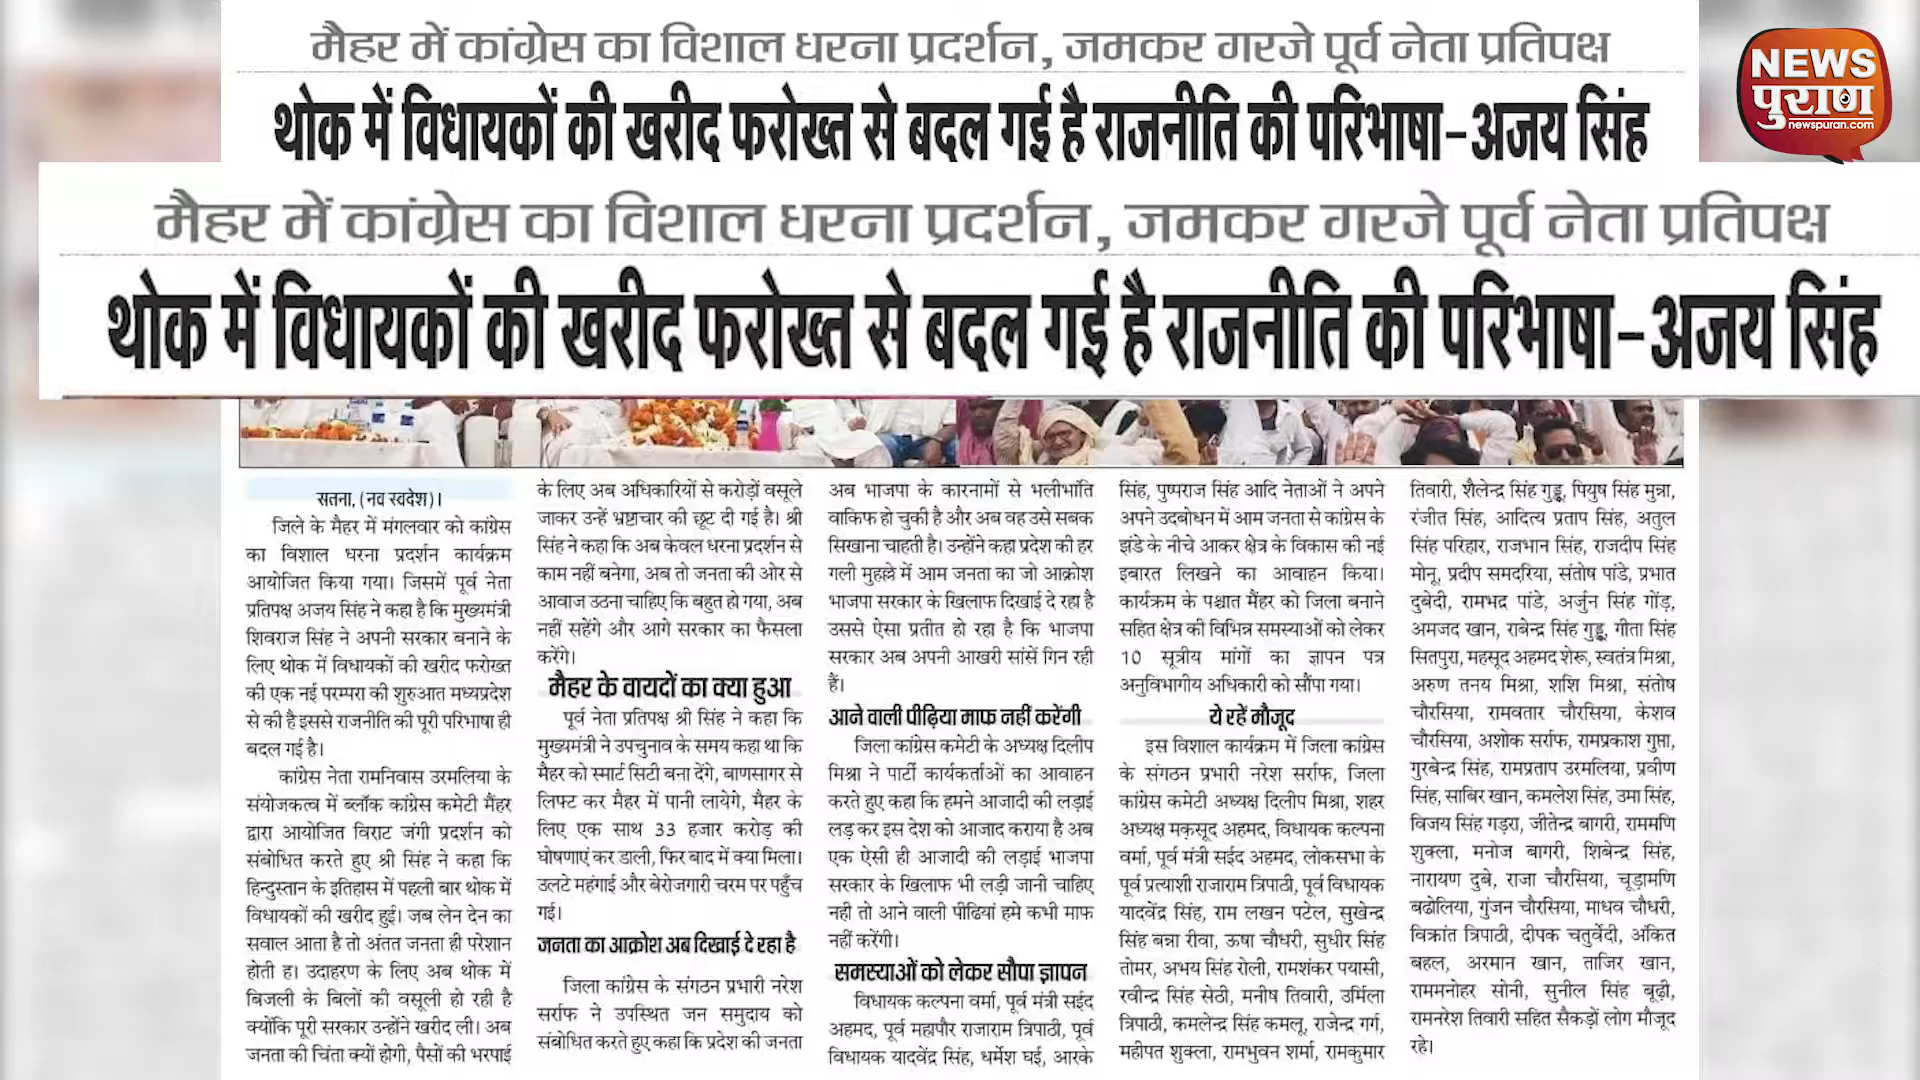 मैहर में कांग्रेस का विशाल धरना प्रदर्शन, जमकर गरजे पूर्व नेता प्रतिपक्ष
थोक में विधायकों की खरीद फरोख्त से बदल गई है राजनीति की परिभाषा-अजय सिंह
NEWS
पुराण
newspuran.com
मैहर में कांग्रेस का विशाल धरना प्रदर्शन, जमकर गरजे पूर्व नेता प्रतिपक्ष
थोक में विधायकों की खरीद फरोख्त से बदल गई है राजनीति की परिभाषा-अजय सिंह
सतना, (नव स्वदेश)।
जिले के मैहर में मंगलवार को कांग्रेस
का विशाल धरना प्रदर्शन कार्यक्रम
आयोजित किया गया। जिसमें पूर्व नेता
प्रतिपक्ष अजय सिंह ने कहा है कि मुख्यमंत्री
शिवराज सिंह ने अपनी सरकार बनाने के
लिए थोक में विधायकों की खरीद फरोख्त
की एक नई परम्परा की शुरुआत मध्यप्रदेश
से की है इससे राजनीति की पूरी परिभाषा ही
बदल गई है।
कांग्रेस नेता रामनिवास उरमलिया के
संयोजकत्व में ब्लॉक कांग्रेस कमेटी मैंहर
द्वारा आयोजित विराट जंगी प्रदर्शन को
संबोधित करते हुए श्री सिंह ने कहा कि
हिन्दुस्तान के इतिहास में पहली बार थोक में
विधायकों की खरीद हुई। जब लेन देन का
सवाल आता है तो अंतत जनता ही परेशान
होती ह। उदाहरण के लिए अब थोक में
बिजली के बिलों की वसूली हो रही है
क्योंकि पूरी सरकार उन्होंने खरीद ली। अब
जनता की चिंता क्यों होगी, पैसों की भरपाई
के लिए अब अधिकारियों से करोड़ों वसूले
जाकर उन्हें भ्रष्टाचार की छूट दी गई है। श्री
सिंह ने कहा कि अब केवल धरना प्रदर्शन से
काम नहीं बनेगा, अब तो जनता की ओर से
आवाज उठना चाहिए कि बहुत हो गया, अब
नहीं सहेंगे और आगे सरकार का फैसला
करेंगे।
मैहर के वायदों का क्या हुआ
पूर्व नेता प्रतिपक्ष श्री सिंह ने कहा कि
मुख्यमंत्री ने उपचुनाव के समय कहा था कि
मैहर को स्मार्ट सिटी बना देंगे, बाणसागर से
लिफ्ट कर मैहर में पानी लायेगे, मैहर के
लिए एक साथ 33 हजार करोड़ की
घोषणाएं कर डाली, फिर बाद में क्या मिला।
उलटे महंगाई और बेरोजगारी चरम पर पहुँच
गई।
जनता का आक्रोश अब दिखाई दे रहा है
जिला कांग्रेस के संगठन प्रभारी नरेश
सर्राफ ने उपस्थित जन समुदाय को
संबोधित करते हुए कहा कि प्रदेश की जनता
अब भाजपा के कारनामों से भलीभांति
वाकिफ हो चुकी है और अब वह उसे सबक
सिखाना चाहती है। उन्होंने कहा प्रदेश की हर
गली मुहल्ले में आम जनता का जो आक्रोश
भाजपा सरकार के खिलाफ दिखाई दे रहा है
उससे ऐसा प्रतीत हो रहा है कि भाजपा
सरकार अब अपनी आखरी सांसें गिन रही
हैं।
आने वाली पीढ़िया माफ नहीं करेंगी
जिला कांग्रेस कमेटी के अध्यक्ष दिलीप
मिश्रा ने पार्टी कार्यकर्ताओं का आवाहन
करते हुए कहा कि हमने आजादी की लड़ाई
लड़ कर इस देश को आजाद कराया है अब
एक ऐसी ही आजादी की लड़ाई भाजपा
सरकार के खिलाफ भी लड़ी जानी चाहिए
नही तो आने वाली पीढियां हमे कभी माफ
नहीं करेंगी।
समस्याओं को लेकर सौपा ज्ञापन
विधायक कल्पना वर्मा, पूर्व मंत्री सईद
अहमद, पूर्व महापौर राजाराम त्रिपाठी, पूर्व
विधायक यादवेंद्र सिंह, धर्मेश घई, आरके
सिंह, पुष्पराज सिंह आदि नेताओं ने अपने
अपने उदबोधन में आम जनता से कांग्रेस के
झंडे के नीचे आकर क्षेत्र के विकास की नई
इबारत लिखने का आवाहन किया।
कार्यक्रम के पश्चात मैंहर को जिला बनाने
सहित क्षेत्र की विभिन्न समस्याओं को लेकर
10 सूत्रीय मांगों का ज्ञापन पत्र
अनुविभागीय अधिकारी को सौंपा गया।
ये रहें मौजूद
इस विशाल कार्यक्रम में जिला कांग्रेस
के संगठन प्रभारी नरेश सर्राफ, जिला
कांग्रेस कमेटी अध्यक्ष दिलीप मिश्रा, शहर
अध्यक्ष मकसूद अहमद, विधायक कल्पना
वर्मा, पूर्व मंत्री सईद अहमद, लोकसभा के
पूर्व प्रत्याशी राजाराम त्रिपाठी, पूर्व विधायक
यादवेंद्र सिंह, राम लखन पटेल, सुखेन्द्र
सिंह बन्ना रीवा, ऊषा चौधरी, सुधीर सिंह
तोमर, अभय सिंह रोली, रामशंकर पयासी,
रवीन्द्र सिंह सेठी, मनीष तिवारी, उर्मिला
त्रिपाठी, कमलेन्द्र सिंह कमलू, राजेन्द्र गर्ग,
महीपत शुक्ला, रामभुवन शर्मा, रामकुमार
तिवारी, शैलेन्द्र सिंह गुड्डू, पियुष सिंह मुन्ना,
रंजीत सिंह, आदित्य प्रताप सिंह, अतुल
सिंह परिहार, राजभान सिंह, राजदीप सिंह
मोनू, प्रदीप समदरिया, संतोष पांडे, प्रभात
दुबेदी, रामभद्र पांडे, अर्जुन सिंह गोंड़,
अमजद खान, राबेन्द्र सिंह गुड्डू, गीता सिंह
सितपुरा, महसूद अहमद शेरू, स्वतंत्र मिश्रा,
अरुण तनय मिश्रा, शशि मिश्रा, संतोष
चौरसिया, रामवतार चौरसिया, केशव
चौरसिया, अशोक सर्राफ, रामप्रकाश गुप्ता,
गुरबेन्द्र सिंह, रामप्रताप उरमलिया, प्रवीण
सिंह, साबिर खान, कमलेश सिंह, उमा सिंह,
विजय सिंह गड़रा, जीतेन्द्र बागरी, राममणि
शुक्ला, मनोज बागरी, शिबेन्द्र सिंह,
नारायण दुबे, राजा चौरसिया, चूड़ामणि
बढोलिया, गुंजन चौरसिया, माधव चौधरी,
विक्रांत त्रिपाठी, दीपक चतुर्वेदी, अंकित
बहल, अरमान खान, ताजिर खान,
राममनोहर सोनी, सुनील सिंह बूढ़ी,
रामनरेश तिवारी सहित सैकड़ों लोग मौजूद
रहे।